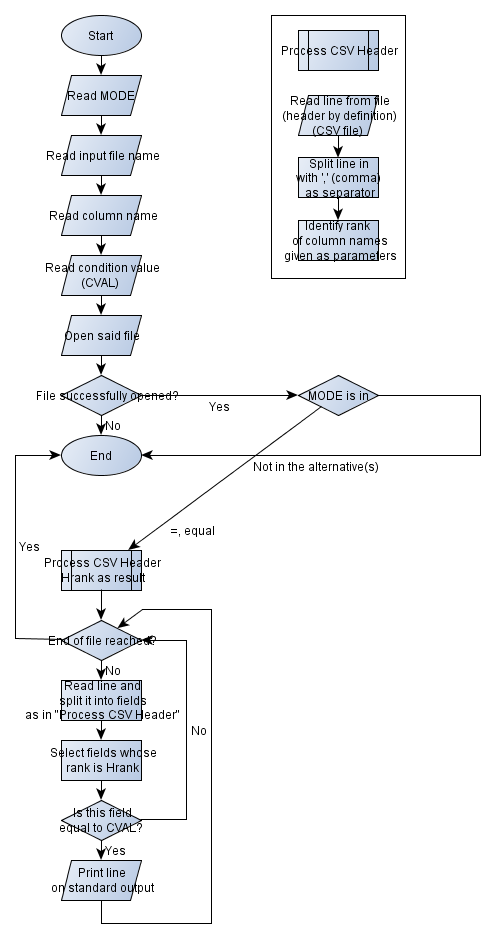 Start
Read MODE
Read input file name
Read column name
Read condition value
(CVAL)
Open said file
File successfully opened?
Yes
No
MODE is in
End
Not in the alternative(s)
=, equal
Yes
Process CSV Header
Hrank as result
End of file reached?
No
Read line and
split it into fields
as in "Process CSV Header"
No
Select fields whose
rank is Hrank
Is this field
equal to CVAL?
Yes
Print line
on standard output
Process CSV Header
Read line from file
(header by definition)
(CSV file)
Split line in
with ',' (comma)
as separator
Identify rank
of column names
given as parameters